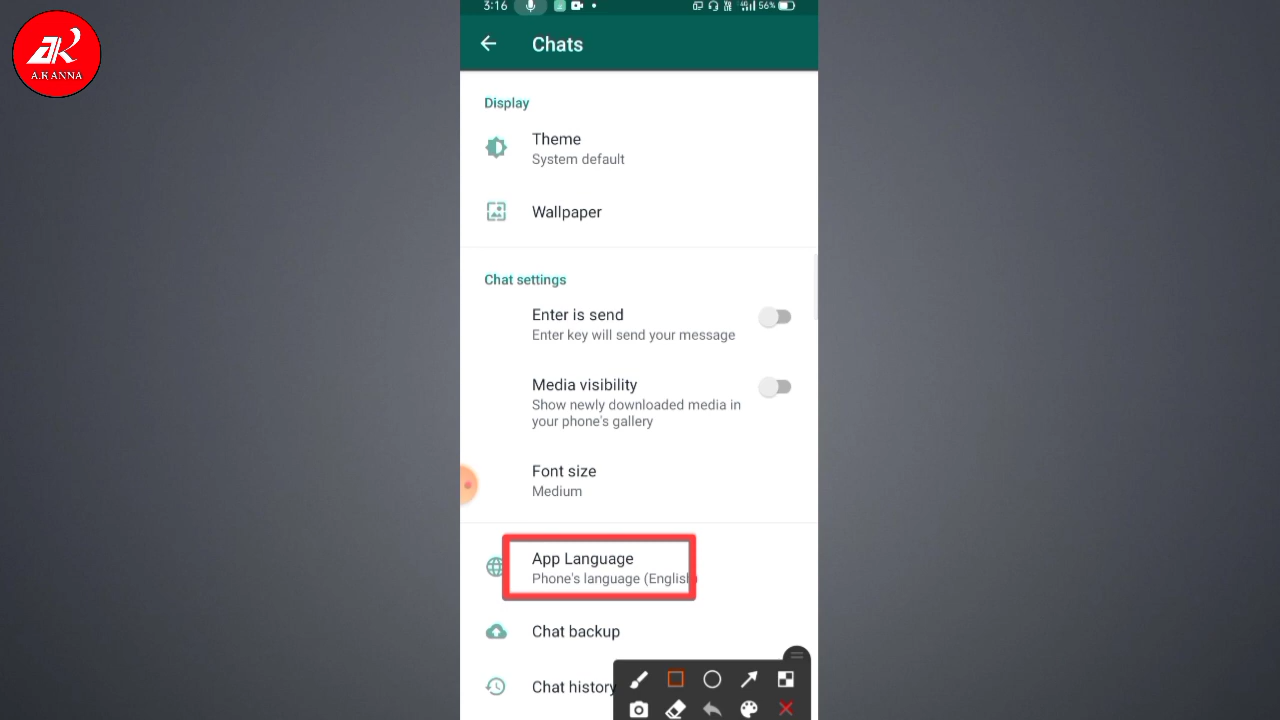 AK
A.K ANNA
3:16
56%
Chats
Display
Theme
System default
Wallpaper
Chat settings
Enter is send
Enter key will send your message
Media visibility
Show newly downloaded media in
your phone's gallery
Font size
Medium
App Language
Phone's language (English)
Chat backup
Chat history